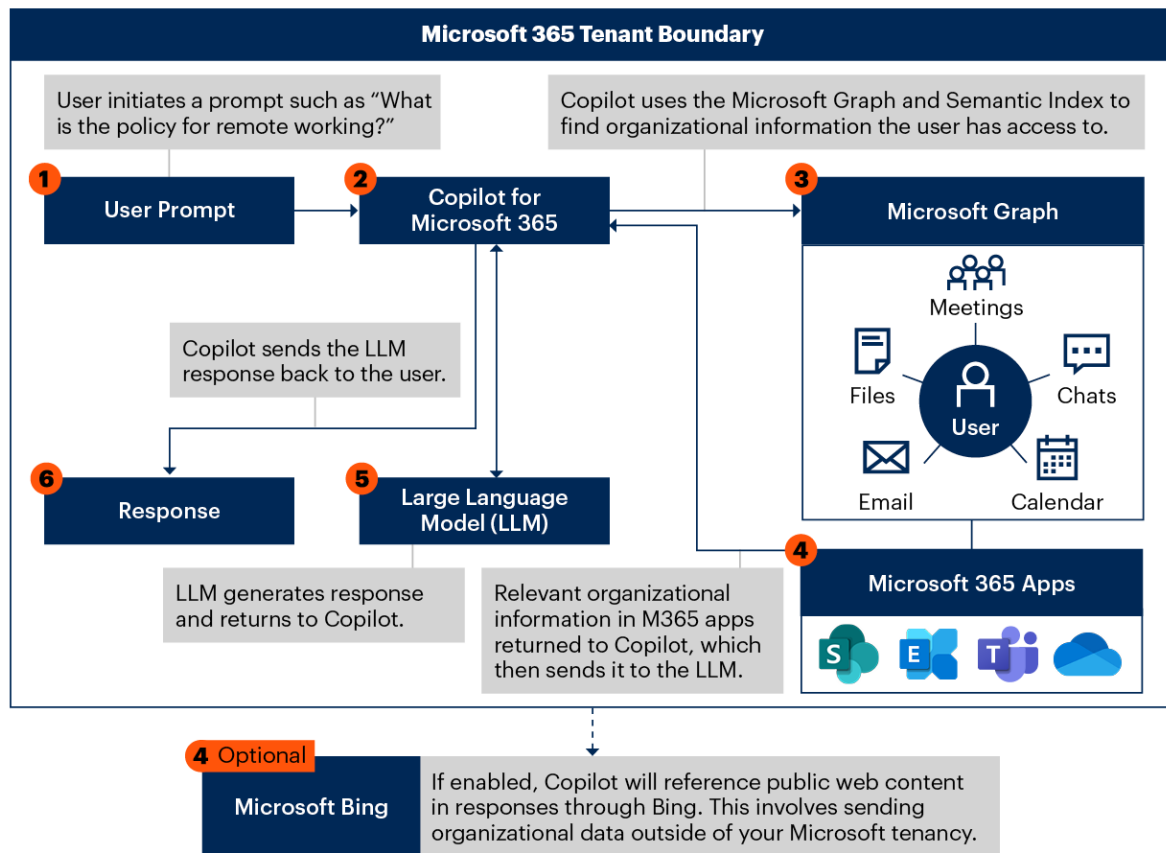 Microsoft 365 Tenant Boundary
User initiates a prompt such as “What
is the policy for remote working?”
Copilot uses the Microsoft Graph and Semantic Index to
find organizational information the user has access to.
1
User Prompt
2
Copilot for
Microsoft 365
3
Microsoft Graph
Meetings
Files
Chats
User
Email
Calendar
Copilot sends the LLM
response back to the user.
6
Response
5
Large Language
Model (LLM)
4
Microsoft 365 Apps
S
E
T
LLM generates response
and returns to Copilot.
Relevant organizational
information in M365 apps
returned to Copilot, which
then sends it to the LLM.
4 Optional
Microsoft Bing
If enabled, Copilot will reference public web content
in responses through Bing. This involves sending
organizational data outside of your Microsoft tenancy.